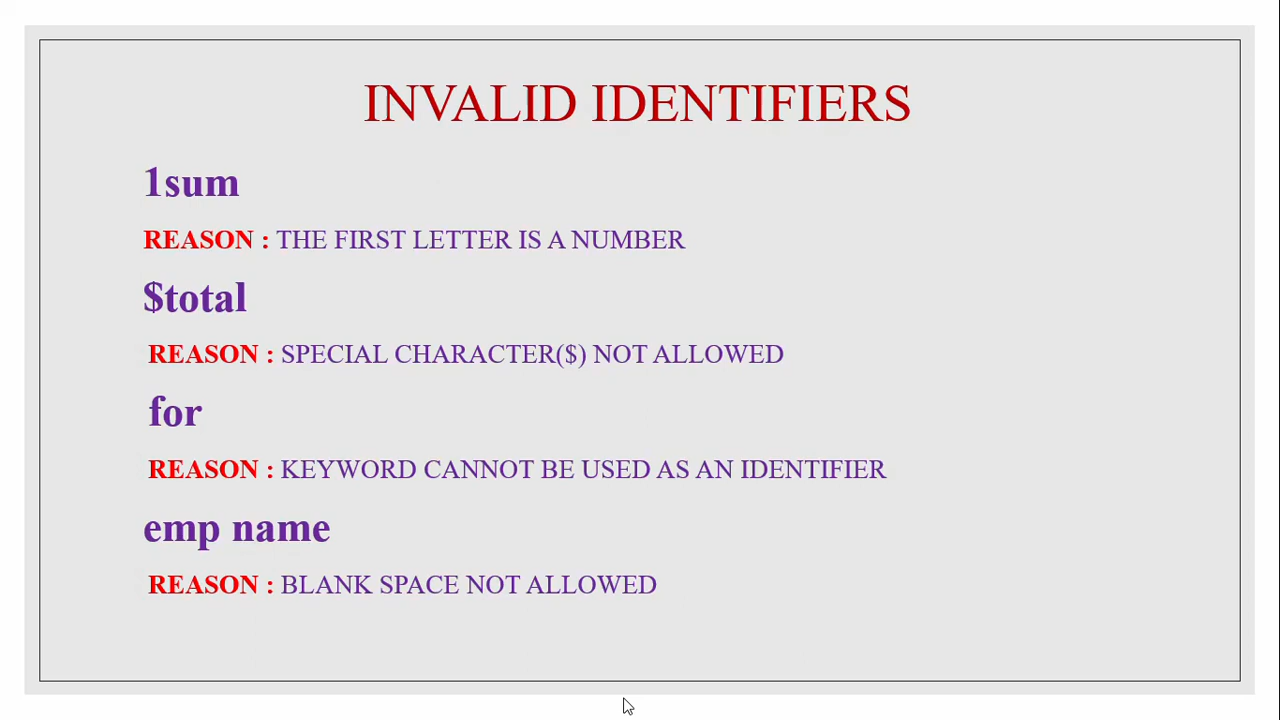 INVALID IDENTIFIERS
1sum
REASON : THE FIRST LETTER IS A NUMBER
$total
REASON : SPECIAL CHARACTER($) NOT ALLOWED
for
REASON : KEYWORD CANNOT BE USED AS AN IDENTIFIER
emp name
REASON : BLANK SPACE NOT ALLOWED